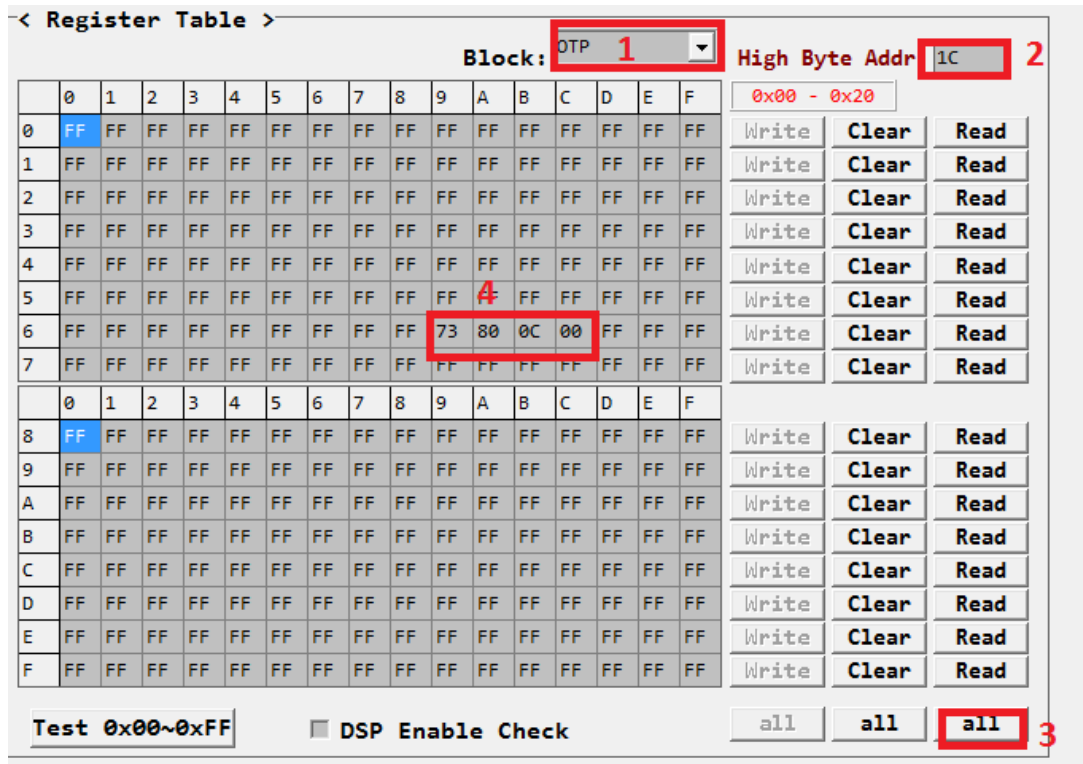 < Register Table >
Block: OTP 1 High Byte Addr 1C 2
0 1 2 3 4 5 6 7 8 9 A B C D E F 0x00 - 0x20
0 FF FF FF FF FF FF FF FF FF FF FF FF FF FF FF FF Write Clear Read
1 FF FF FF FF FF FF FF FF FF FF FF FF FF FF FF FF Write Clear Read
2 FF FF FF FF FF FF FF FF FF FF FF FF FF FF FF FF Write Clear Read
3 FF FF FF FF FF FF FF FF FF FF FF FF FF FF FF FF Write Clear Read
4 FF FF FF FF FF FF FF FF FF FF FF FF FF FF FF FF Write Clear Read
4
5 FF FF FF FF FF FF FF FF FF FF FF FF FF FF FF FF Write Clear Read
6 FF FF FF FF FF FF FF FF FF 73 80 0C 00 FF FF FF Write Clear Read
7 FF FF FF FF FF FF FF FF FF FF FF FF FF FF FF FF Write Clear Read
0 1 2 3 4 5 6 7 8 9 A B C D E F
8 FF FF FF FF FF FF FF FF FF FF FF FF FF FF FF FF Write Clear Read
9 FF FF FF FF FF FF FF FF FF FF FF FF FF FF FF FF Write Clear Read
A FF FF FF FF FF FF FF FF FF FF FF FF FF FF FF FF Write Clear Read
B FF FF FF FF FF FF FF FF FF FF FF FF FF FF FF FF Write Clear Read
C FF FF FF FF FF FF FF FF FF FF FF FF FF FF FF FF Write Clear Read
D FF FF FF FF FF FF FF FF FF FF FF FF FF FF FF FF Write Clear Read
E FF FF FF FF FF FF FF FF FF FF FF FF FF FF FF FF Write Clear Read
F FF FF FF FF FF FF FF FF FF FF FF FF FF FF FF FF Write Clear Read
Test 0x00~0xFF DSP Enable Check all all all 3